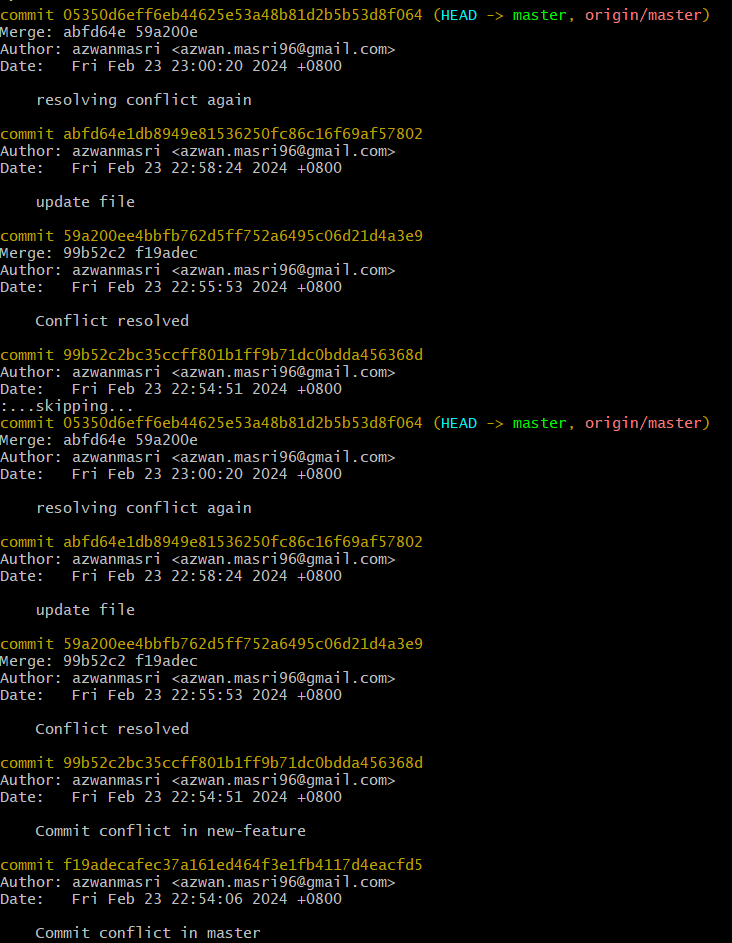 commit 05350d6eff6eb44625e53a48b81d2b5b53d8f064 (HEAD -> master, origin/master)
Merge: abfd64e 59a200e
Author: azwanmasri <azwan.masri96@gmail.com>
Date:   Fri Feb 23 23:00:20 2024 +0800
    resolving conflict again
commit abfd64e1db8949e81536250fc86c16f69af57802
Author: azwanmasri <azwan.masri96@gmail.com>
Date:   Fri Feb 23 22:58:24 2024 +0800
    update file
commit 59a200ee4bbfb762d5ff752a6495c06d21d4a3e9
Merge: 99b52c2 f19adec
Author: azwanmasri <azwan.masri96@gmail.com>
Date:   Fri Feb 23 22:55:53 2024 +0800
    Conflict resolved
commit 99b52c2bc35ccff801b1ff9b71dc0bdda456368d
Author: azwanmasri <azwan.masri96@gmail.com>
Date:   Fri Feb 23 22:54:51 2024 +0800
:...skipping...
commit 05350d6eff6eb44625e53a48b81d2b5b53d8f064 (HEAD -> master, origin/master)
Merge: abfd64e 59a200e
Author: azwanmasri <azwan.masri96@gmail.com>
Date:   Fri Feb 23 23:00:20 2024 +0800
    resolving conflict again
commit abfd64e1db8949e81536250fc86c16f69af57802
Author: azwanmasri <azwan.masri96@gmail.com>
Date:   Fri Feb 23 22:58:24 2024 +0800
    update file
commit 59a200ee4bbfb762d5ff752a6495c06d21d4a3e9
Merge: 99b52c2 f19adec
Author: azwanmasri <azwan.masri96@gmail.com>
Date:   Fri Feb 23 22:55:53 2024 +0800
    Conflict resolved
commit 99b52c2bc35ccff801b1ff9b71dc0bdda456368d
Author: azwanmasri <azwan.masri96@gmail.com>
Date:   Fri Feb 23 22:54:51 2024 +0800
    Commit conflict in new-feature
commit f19adecafec37a161ed464f3e1fb4117d4eacfd5
Author: azwanmasri <azwan.masri96@gmail.com>
Date:   Fri Feb 23 22:54:06 2024 +0800
    Commit conflict in master